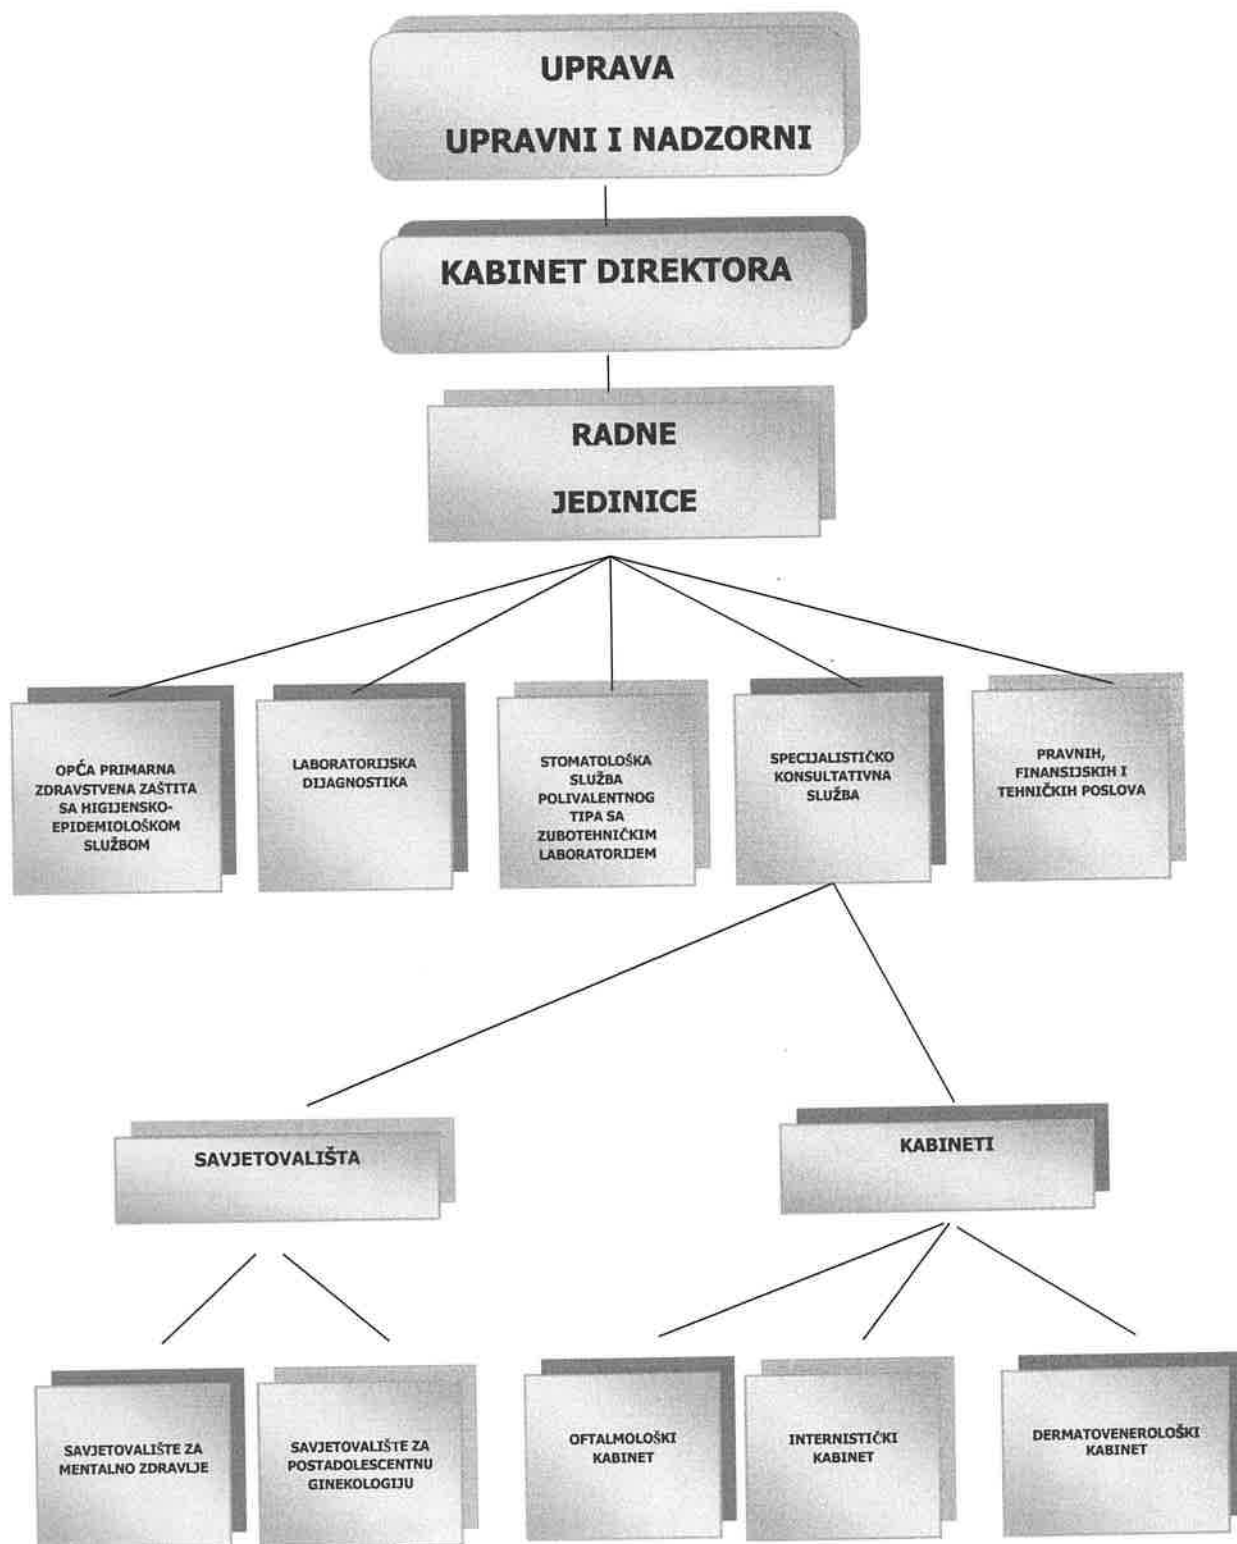 UPRAVA
UPRAVNI I NADZORNI
KABINET DIREKTORA
RADNE
JEDINICE
OPĆA PRIMARNA
ZDRAVSTVENA ZAŠTITA
SA HIGIJENSKO-
EPIDEMIOLOŠKOM
SLUŽBOM
LABORATORIJSKA
DIJAGNOSTIKA
STOMATOLOŠKA
SLUŽBA
POLIVALENTNOG
TIPA SA
ZUBOTEHNIČKIM
LABORATORIJEM
SPECIJALISTIČKO
KONSULTATIVNA
SLUŽBA
PRAVNIH,
FINANSIJSKIH I
TEHNIČKIH POSLOVA
SAVJETOVALIŠTA
KABINETI
SAVJETOVALIŠTE ZA
MENTALNO ZDRAVLJE
SAVJETOVALIŠTE ZA
POSTADOLESCENTNU
GINEKOLOGIJU
OFTALMOLOŠKI
KABINET
INTERNISTIČKI
KABINET
DERMATOVENEROLOŠKI
KABINET